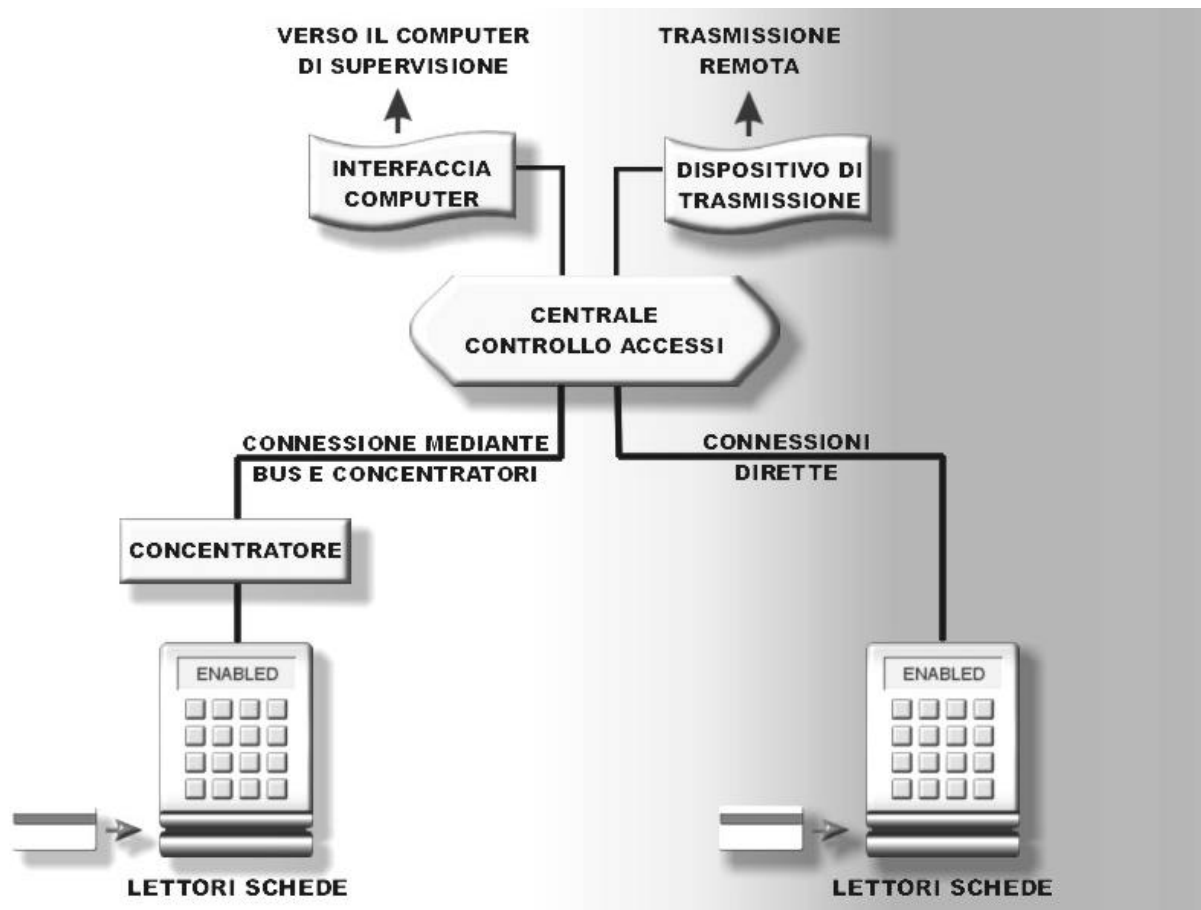 VERSO IL COMPUTER
DI SUPERVISIONE
TRASMISSIONE
REMOTA
INTERFACCIA
COMPUTER
DISPOSITIVO DI
TRASMISSIONE
CENTRALE
CONTROLLO ACCESSI
CONNESSIONE MEDIANTE
BUS E CONCENTRATORI
CONNESSIONI
DIRETTE
CONCENTRATORE
ENABLED
ENABLED
LETTORI SCHEDE
LETTORI SCHEDE